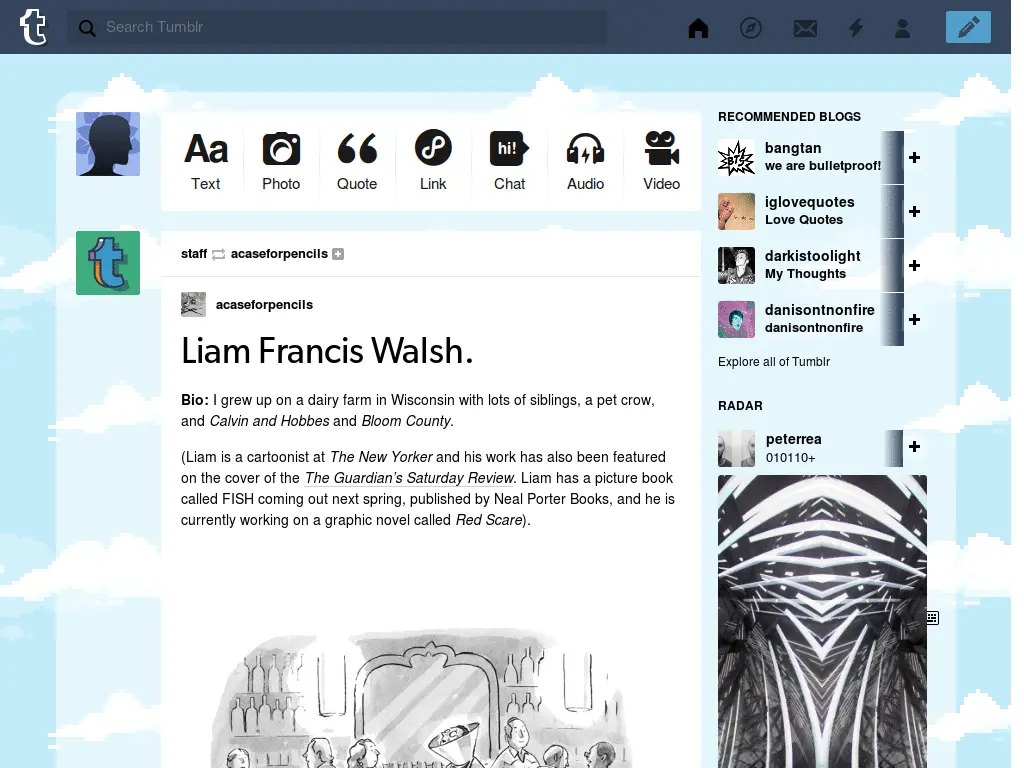 t
Search Tumblr
Aa
hi!
Text
Photo
Quote
Link
Chat
Audio
Video
t
staff acaseforpencils
acaseforpencils
Liam Francis Walsh.
Bio: I grew up on a dairy farm in Wisconsin with lots of siblings, a pet crow,
and Calvin and Hobbes and Bloom County.
(Liam is a cartoonist at The New Yorker and his work has also been featured
on the cover of the The Guardian’s Saturday Review. Liam has a picture book
called FISH coming out next spring, published by Neal Porter Books, and he is
currently working on a graphic novel called Red Scare).
RECOMMENDED BLOGS
BTS
bangtan
we are bulletproof!
iglovequotes
Love Quotes
darkistoolight
My Thoughts
danisontnonfire
danisontnonfire
Explore all of Tumblr
RADAR
peterrea
010110+